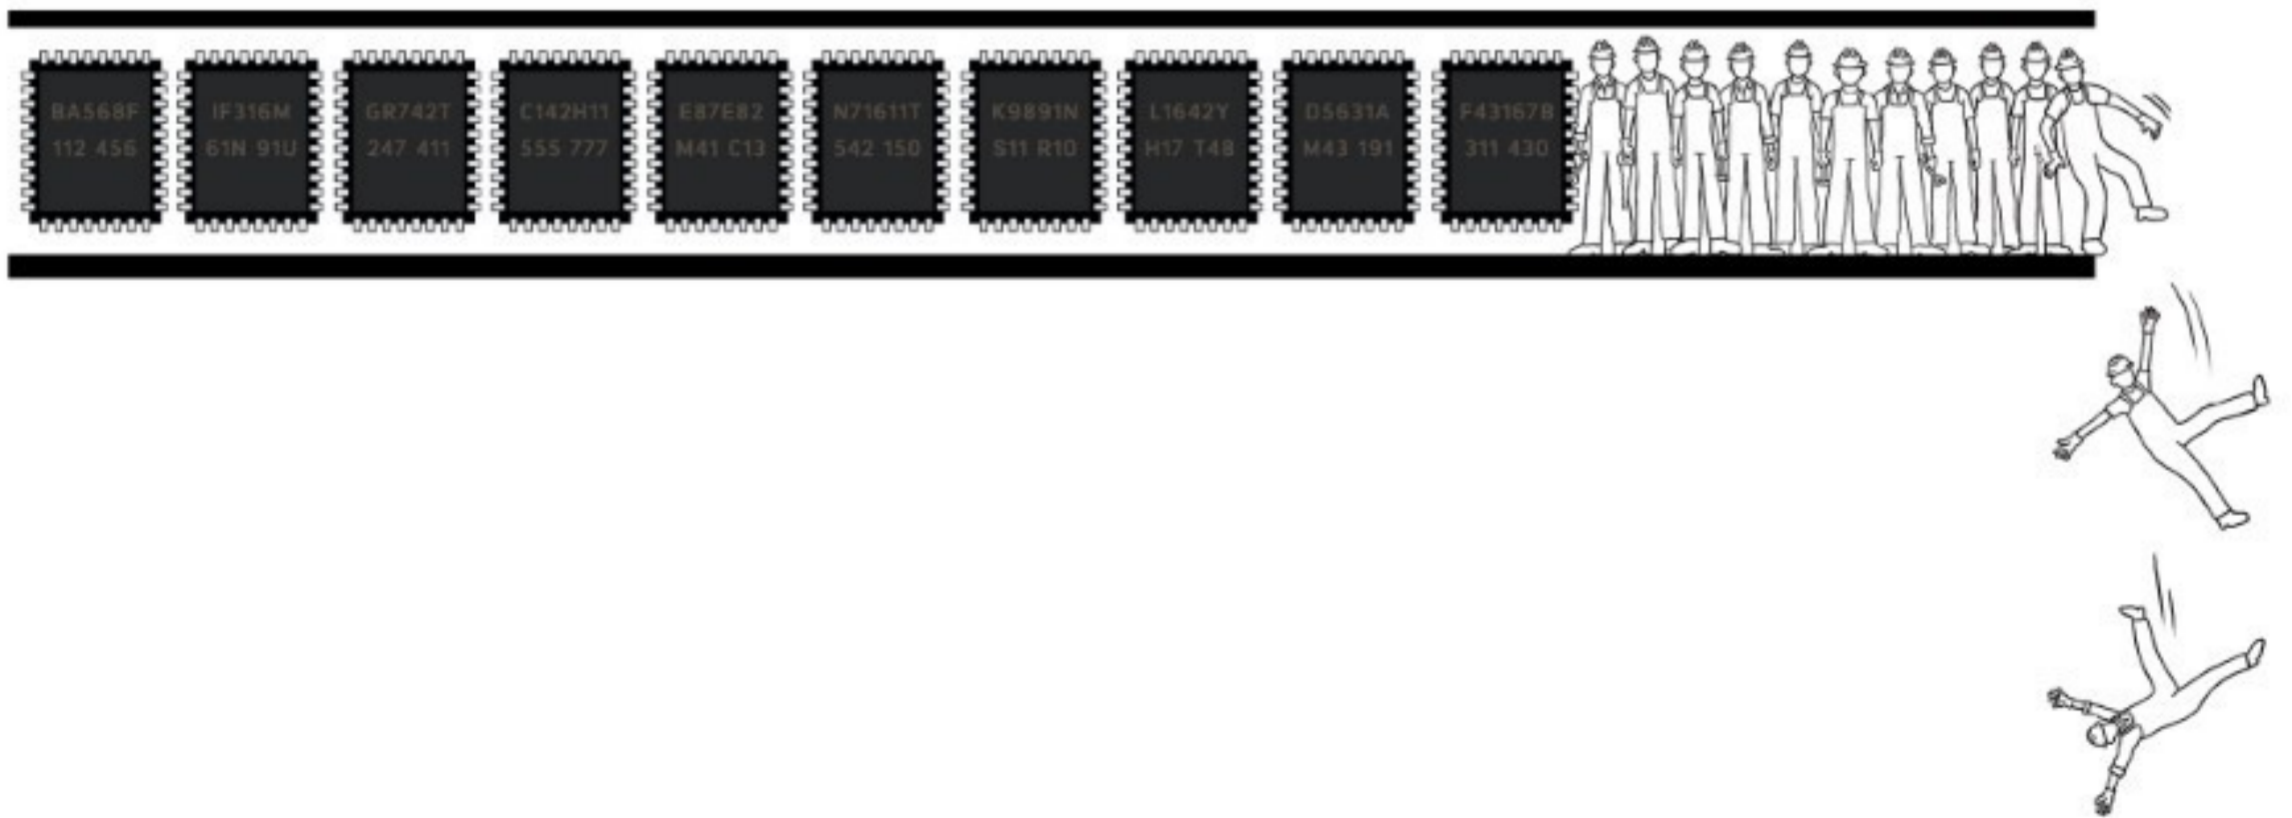 BA568F
112 456
IF316M
61N 91U
GR742T
247 411
C142H11
555 777
E87E82
M41 C13
N71611T
542 150
K9891N
S11 R10
L1642Y
H17 T48
D5631A
M43 191
F43167B
311 430